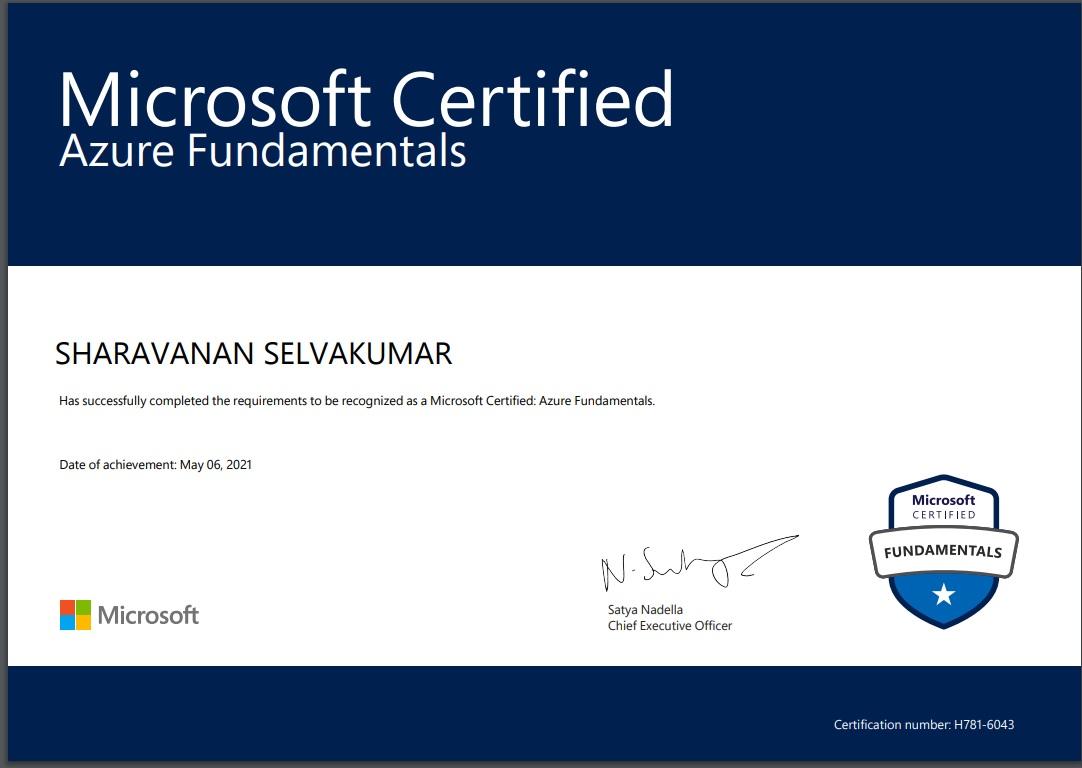 Microsoft Certified
Azure Fundamentals
SHARAVANAN SELVAKUMAR
Has successfully completed the requirements to be recognized as a Microsoft Certified: Azure Fundamentals.
Date of achievement: May 06, 2021
Microsoft
CERTIFIED
FUNDAMENTALS
Satya Nadella
Chief Executive Officer
Microsoft
Certification number: H781-6043